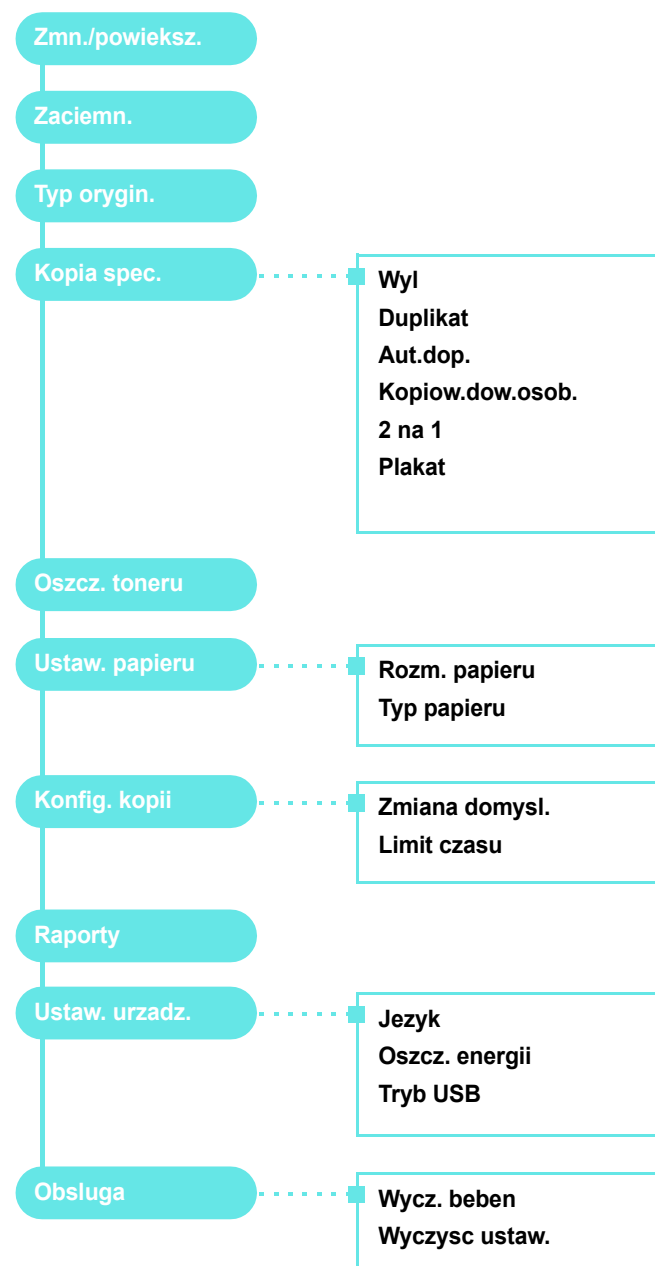 Zmn./powieksz.
Zaciemn.
Typ orygin.
Kopia spec.
Wyl
Duplikat
Aut.dop.
Kopiow.dow.osob.
2 na 1
Plakat
Oszcz. toneru
Ustaw. papieru
Rozm. papieru
Typ papieru
Konfig. kopii
Zmiana domysl.
Limit czasu
Raporty
Ustaw. urzadz.
Jezyk
Oszcz. energii
Tryb USB
Obsluga
Wycz. beben
Wyczysc ustaw.